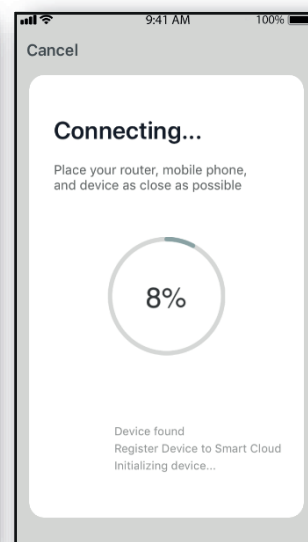 9:41 AM
100%
Cancel
Connecting...
Place your router, mobile phone,
and device as close as possible
8%
Device found
Register Device to Smart Cloud
Initializing device...